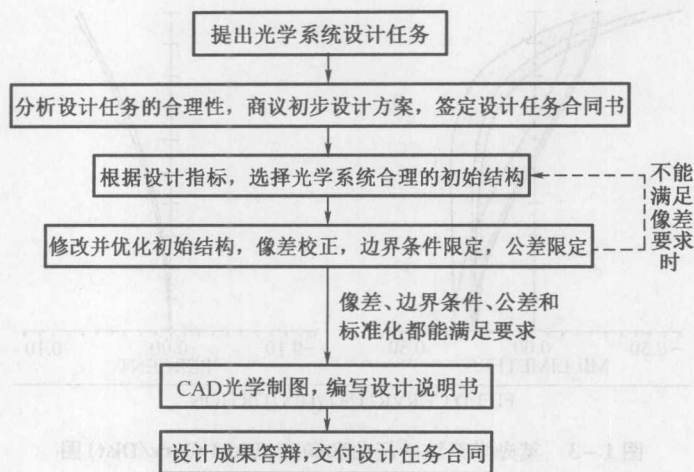 提出光学系统设计任务
分析设计任务的合理性，商议初步设计方案，签定设计任务合同书
根据设计指标，选择光学系统合理的初始结构
不能
满足
像差
要求
时
修改并优化初始结构，像差校正，边界条件限定，公差限定
像差、边界条件、公差和
标准化都能满足要求
CAD光学制图，编写设计说明书
设计成果答辩，交付设计任务合同